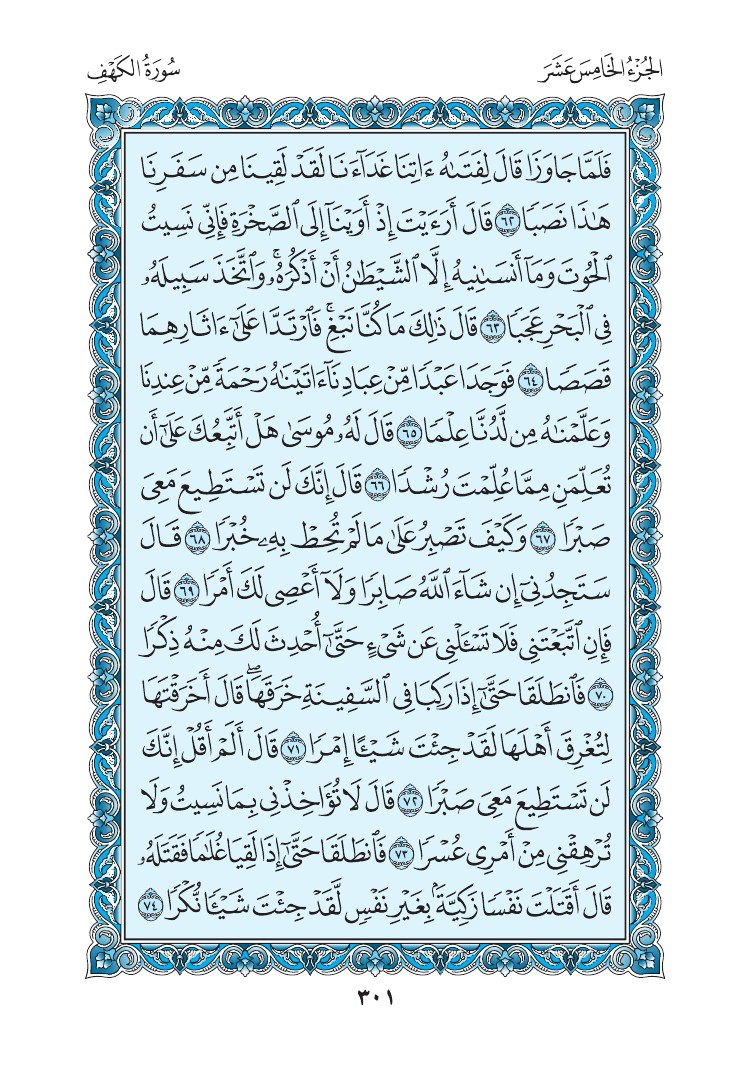 الجُزْءُ الخَامِسَ عَشَرَ
سُورَةُ الكَهْفِ
فَلَمَّا جَاوَزَا قَالَ لِفَتَىٰهُ ءَاتِنَا غَدَآءَنَا لَقَدْ لَقِينَا مِن سَفَرِنَا
هَٰذَا نَصَبًا ٦٢ قَالَ أَرَءَيْتَ إِذْ أَوَيْنَآ إِلَى ٱلصَّخْرَةِ فَإِنِّى نَسِيتُ
ٱلْحُوتَ وَمَآ أَنسَىٰنِيهُ إِلَّا ٱلشَّيْطَٰنُ أَنْ أَذْكُرَهُۥ ۚ وَٱتَّخَذَ سَبِيلَهُۥ
فِى ٱلْبَحْرِ عَجَبًا ٦٣ قَالَ ذَٰلِكَ مَا كُنَّا نَبْغِ ۚ فَٱرْتَدَّا عَلَىٰٓ ءَاثَارِهِمَا
قَصَصًا ٦٤ فَوَجَدَا عَبْدًا مِّنْ عِبَادِنَآ ءَاتَيْنَٰهُ رَحْمَةً مِّنْ عِندِنَا
وَعَلَّمْنَٰهُ مِن لَّدُنَّا عِلْمًا ٦٥ قَالَ لَهُۥ مُوسَىٰ هَلْ أَتَّبِعُكَ عَلَىٰٓ أَن
تُعَلِّمَنِ مِمَّا عُلِّمْتَ رُشْدًا ٦٦ قَالَ إِنَّكَ لَن تَسْتَطِيعَ مَعِىَ
صَبْرًا ٦٧ وَكَيْفَ تَصْبِرُ عَلَىٰ مَا لَمْ تُحِطْ بِهِۦ خُبْرًا ٦٨ قَالَ
سَتَجِدُنِىٓ إِن شَآءَ ٱللَّهُ صَابِرًا وَلَآ أَعْصِى لَكَ أَمْرًا ٦٩ قَالَ
فَإِنِ ٱتَّبَعْتَنِى فَلَا تَسْـَٔلْنِى عَن شَىْءٍ حَتَّىٰٓ أُحْدِثَ لَكَ مِنْهُ ذِكْرًا
٧٠ فَٱنطَلَقَا حَتَّىٰٓ إِذَا رَكِبَا فِى ٱلسَّفِينَةِ خَرَقَهَا ۖ قَالَ أَخَرَقْتَهَا
لِتُغْرِقَ أَهْلَهَا لَقَدْ جِئْتَ شَيْـًٔا إِمْرًا ٧١ قَالَ أَلَمْ أَقُلْ إِنَّكَ
لَن تَسْتَطِيعَ مَعِىَ صَبْرًا ٧٢ قَالَ لَا تُؤَاخِذْنِى بِمَا نَسِيتُ وَلَا
تُرْهِقْنِى مِنْ أَمْرِى عُسْرًا ٧٣ فَٱنطَلَقَا حَتَّىٰٓ إِذَا لَقِيَا غُلَٰمًا فَقَتَلَهُۥ
قَالَ أَقَتَلْتَ نَفْسًا زَكِيَّةًۢ بِغَيْرِ نَفْسٍ لَّقَدْ جِئْتَ شَيْـًٔا نُّكْرًا ٧٤
٣٠١